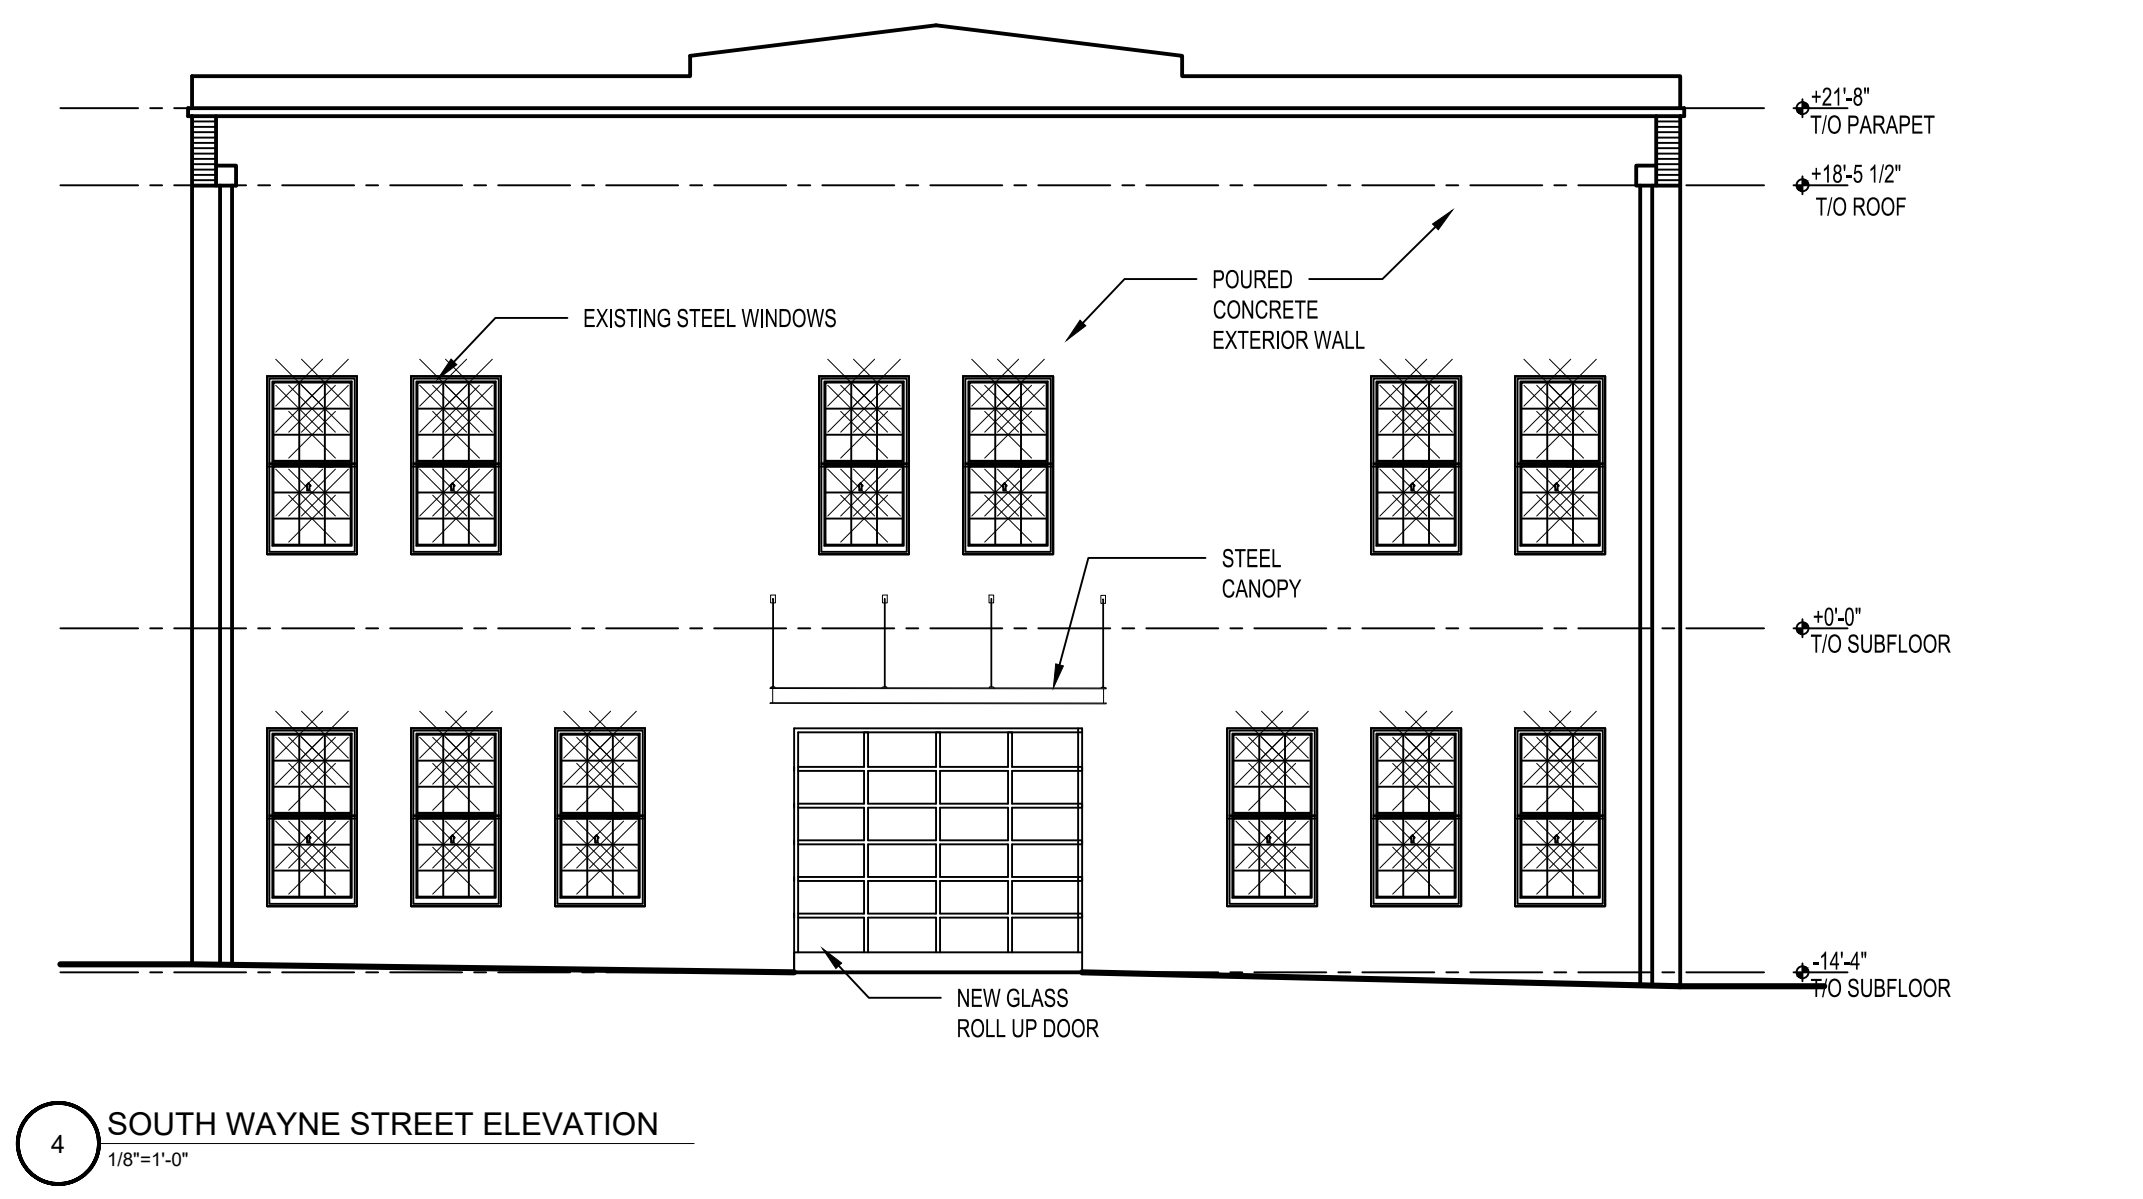 +21'-8"
T/O PARAPET
+18'-5 1/2"
T/O ROOF
POURED
CONCRETE
EXTERIOR WALL
EXISTING STEEL WINDOWS
STEEL
CANOPY
+0'-0"
T/O SUBFLOOR
-14'-4"
T/O SUBFLOOR
NEW GLASS
ROLL UP DOOR
4
SOUTH WAYNE STREET ELEVATION
1/8"=1'-0"